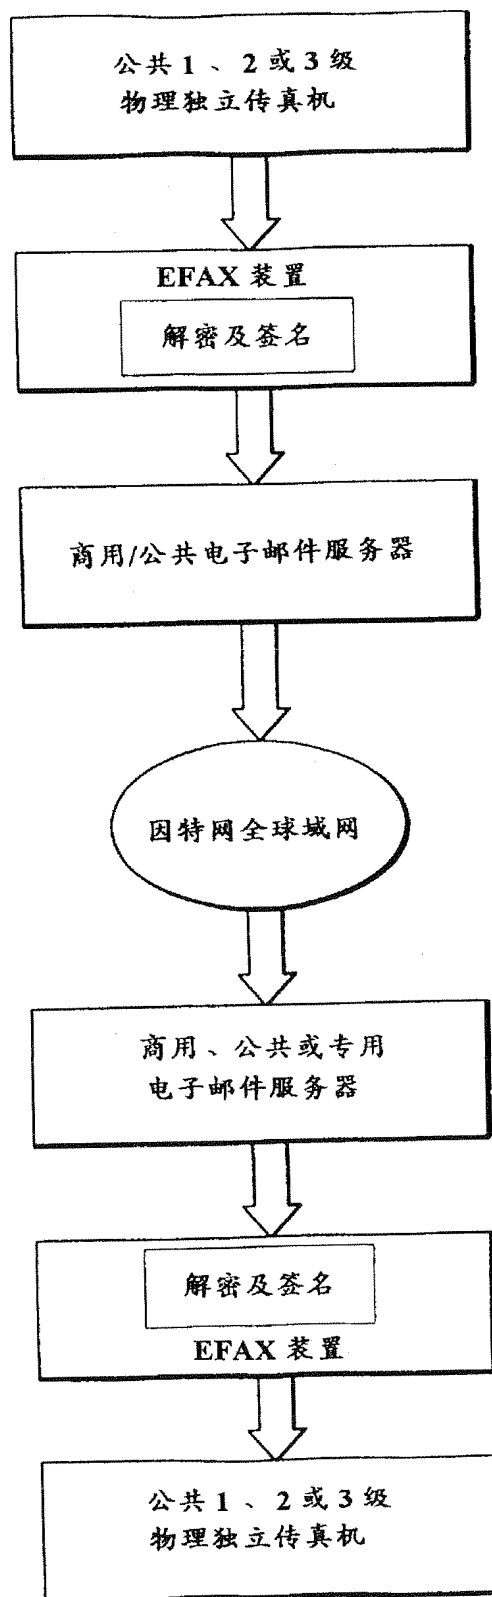 公共1、2或3级
物理独立传真机
EFAX 装置
解密及签名
商用/公共电子邮件服务器
因特网全球域网
商用、公共或专用
电子邮件服务器
解密及签名
EFAX 装置
公共1、2或3级
物理独立传真机